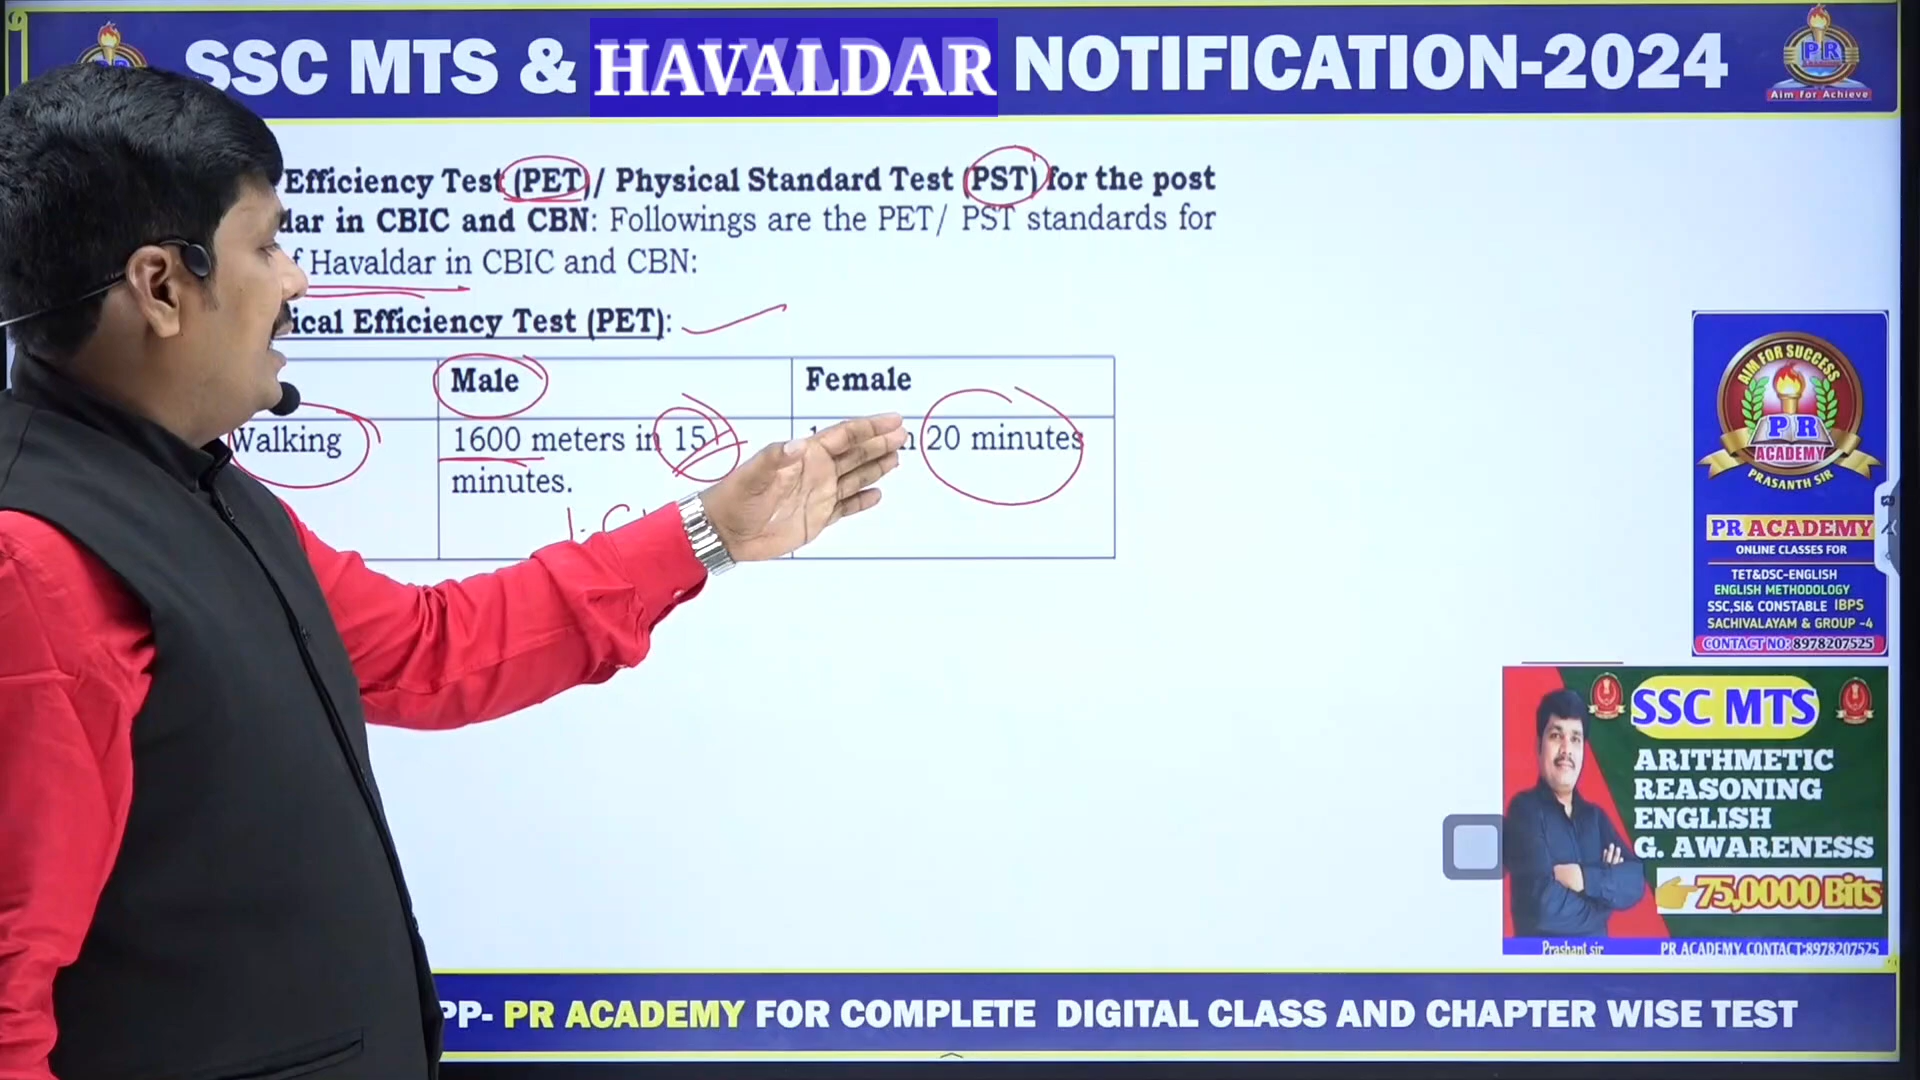 SSC MTS & HAVALDAR NOTIFICATION-2024
PR
Aim For Achieve
Efficiency Test (PET)/ Physical Standard Test (PST) for the post
dar in CBIC and CBN: Followings are the PET/ PST standards for
f Havaldar in CBIC and CBN:
ical Efficiency Test (PET):
Male Female
Walking 1600 meters in 15 20 minutes
minutes.
AIM FOR SUCCESS
PR
ACADEMY
PRASANTH SIR
PR ACADEMY
ONLINE CLASSES FOR
TET&DSC-ENGLISH
ENGLISH METHODOLOGY
SSC,SI& CONSTABLE IBPS
SACHIVALAYAM & GROUP -4
CONTACT NO: 8978207525
SSC MTS
ARITHMETIC
REASONING
ENGLISH
G. AWARENESS
75,0000 Bits
Prashant sir PR ACADEMY, CONTACT:8978207525
PP- PR ACADEMY FOR COMPLETE DIGITAL CLASS AND CHAPTER WISE TEST